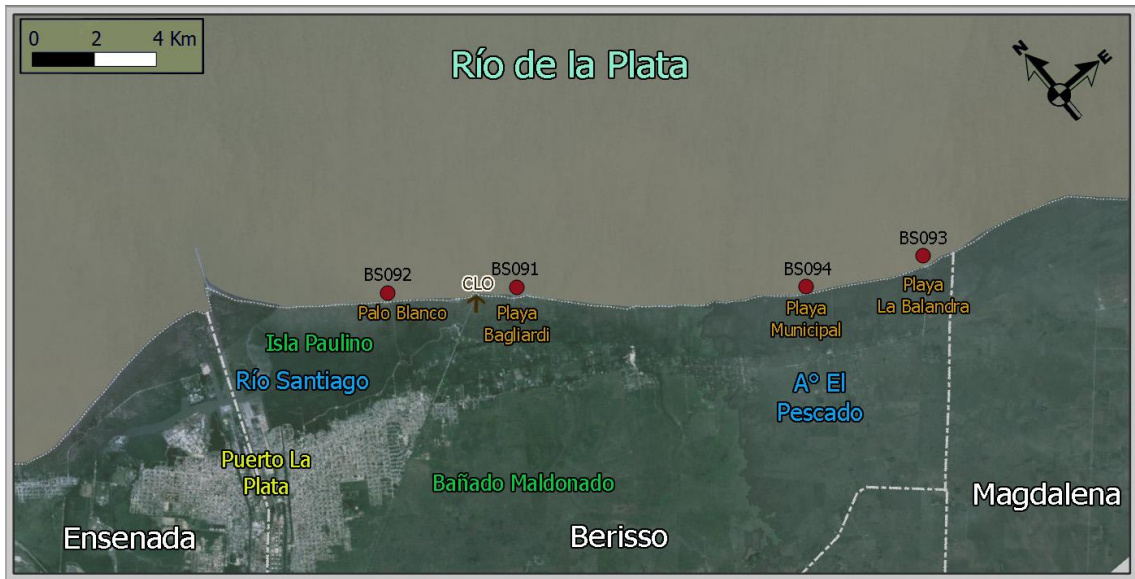 0 2 4 Km
Río de la Plata
N
E
BS093
BS092
CLO
BS091
BS094
Playa
La Balandra
Palo Blanco
Playa
Bagliardi
Playa
Municipal
Isla Paulino
Río Santiago
A° El
Pescado
Puerto La
Plata
Bañado Maldonado
Magdalena
Ensenada
Berisso